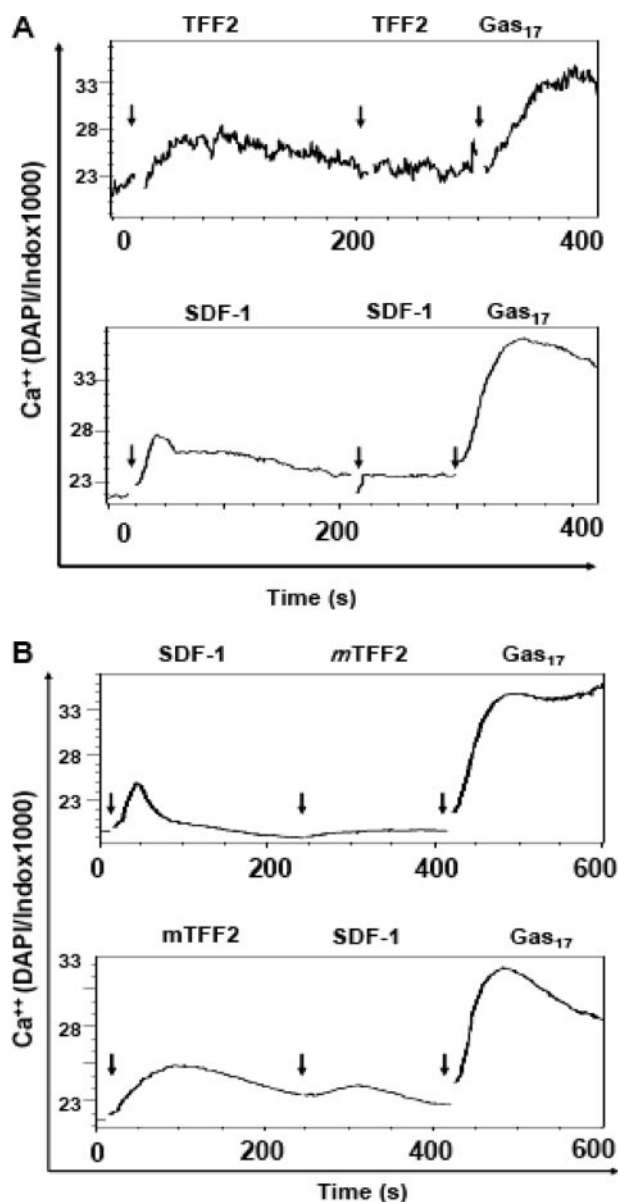 A
TFF2 TFF2 Gas₁₇
33
28
23
0 200 400
SDF-1 SDF-1 Gas₁₇
33
28
23
0 200 400
Ca⁺⁺ (DAPI/Indox1000)
Time (s)
B
SDF-1 mTFF2 Gas₁₇
33
28
23
0 200 400 600
mTFF2 SDF-1 Gas₁₇
33
28
23
0 200 400 600
Ca⁺⁺ (DAPI/Indox1000)
Time (s)